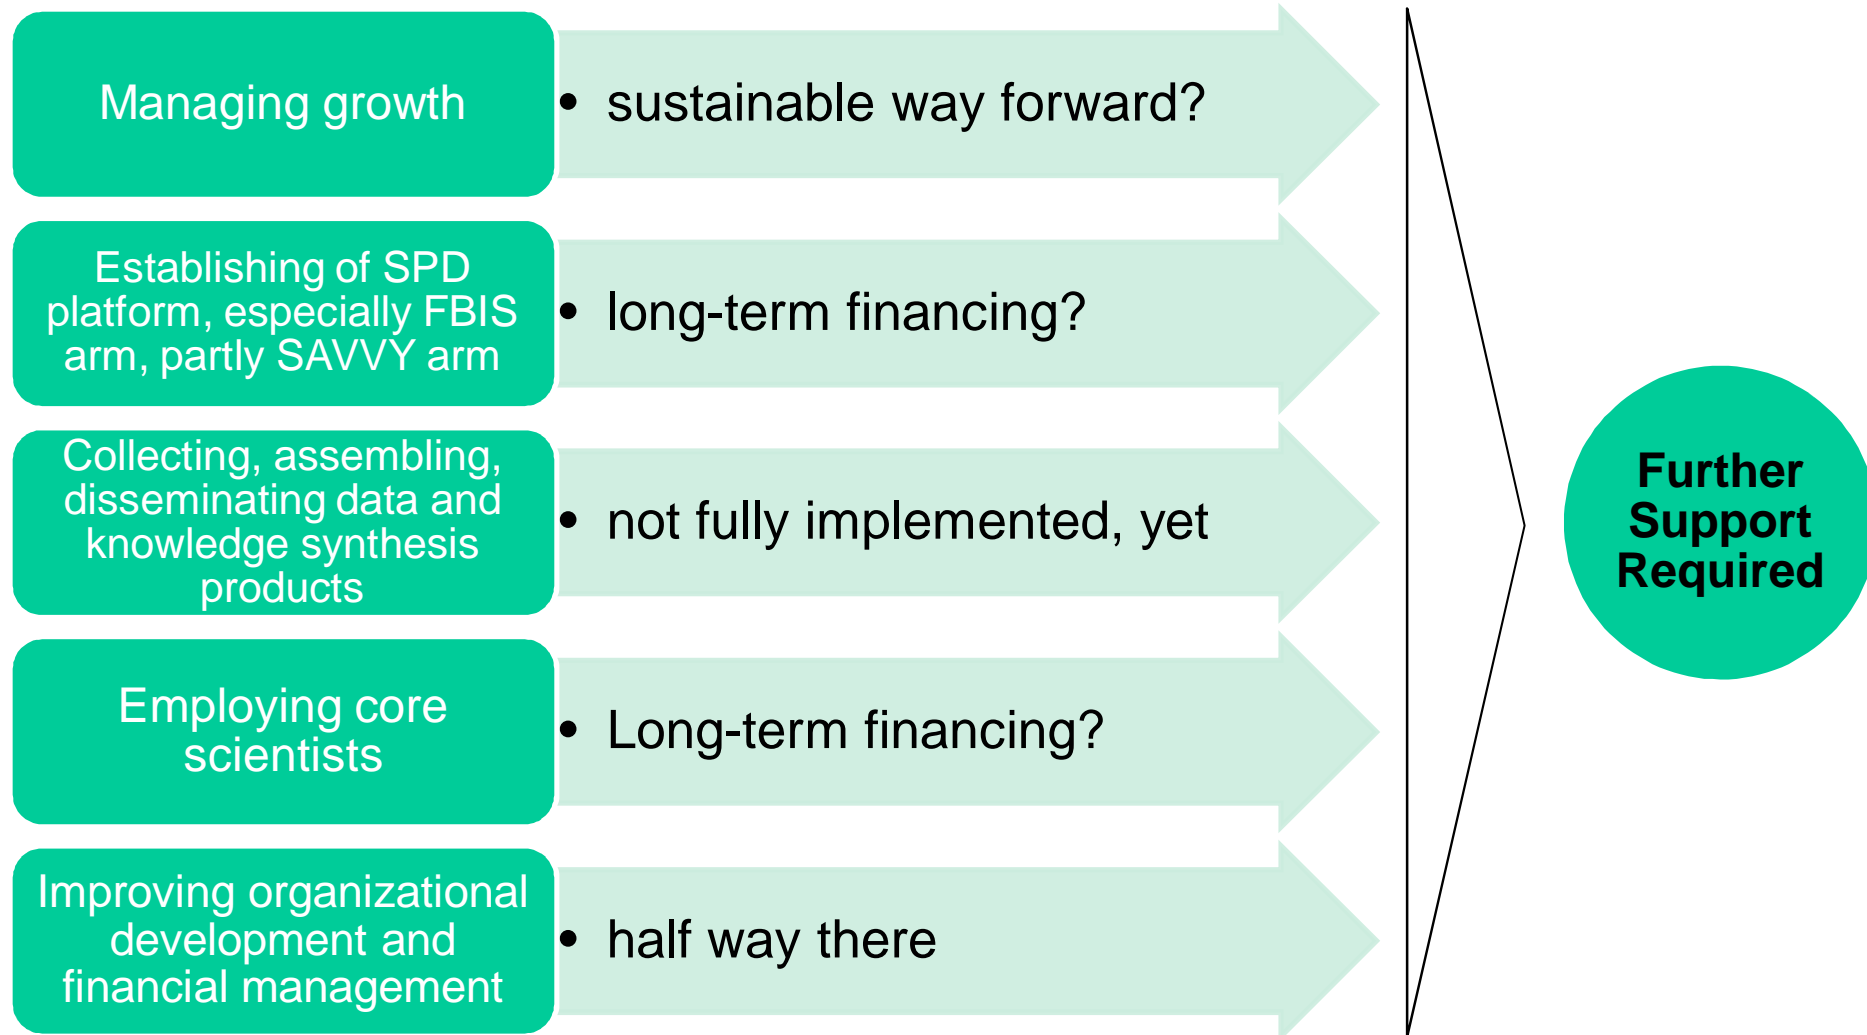 Managing growth
• sustainable way forward?
Establishing of SPD
platform, especially FBIS
arm, partly SAVVY arm
• long-term financing?
Collecting, assembling,
disseminating data and
knowledge synthesis
products
• not fully implemented, yet
Employing core
scientists
• Long-term financing?
Improving organizational
development and
financial management
• half way there
Further
Support
Required